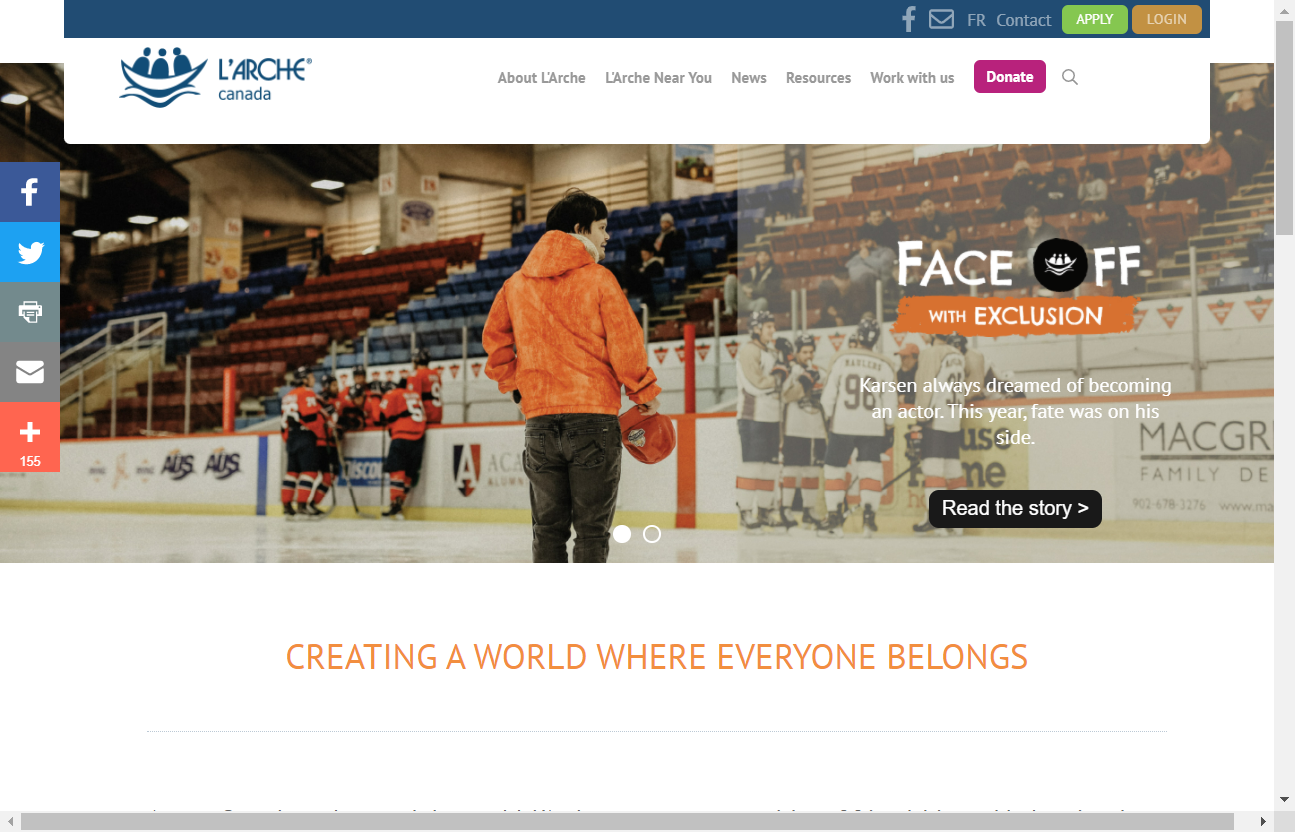 FR Contact APPLY LOGIN
L'ARCHE®
canada
About L'Arche L'Arche Near You News Resources Work with us Donate
FACE OFF
WITH EXCLUSION
Karsen always dreamed of becoming
an actor. This year, fate was on his
side.
MACGR
FAMILY DE
902-678-3276 www.ma
AUS AUS
Read the story >
155
CREATING A WORLD WHERE EVERYONE BELONGS